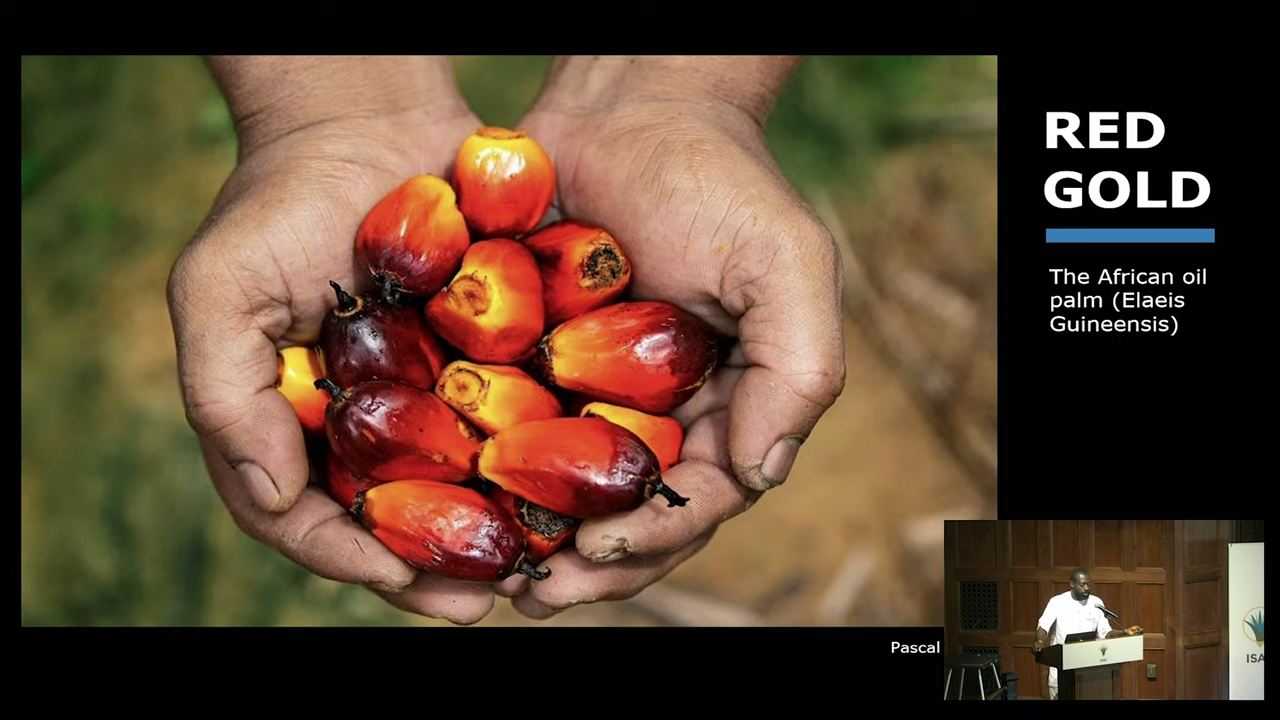 RED
GOLD
The African oil
palm (Elaeis
Guineensis)
Pascal
ISA